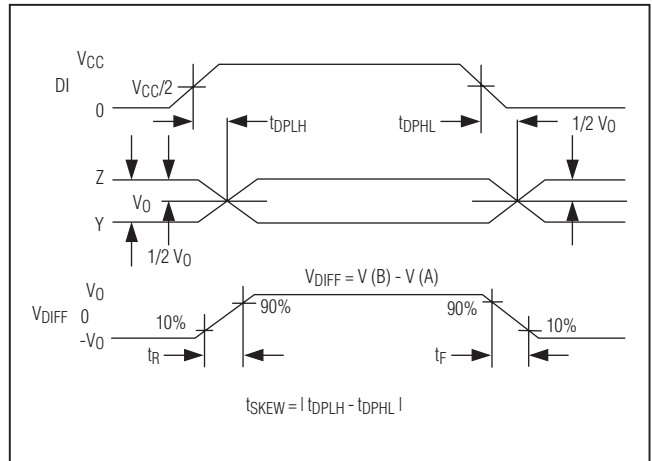 VCC
DI
VCC/2
0
tDPLH
tDPHL
1/2 VO
Z
VO
Y
1/2 VO
VDIFF = V (B) - V (A)
VO
VDIFF 0
-VO
10%
90%
90%
10%
tR
tF
tSKEW = | tDPLH - tDPHL |